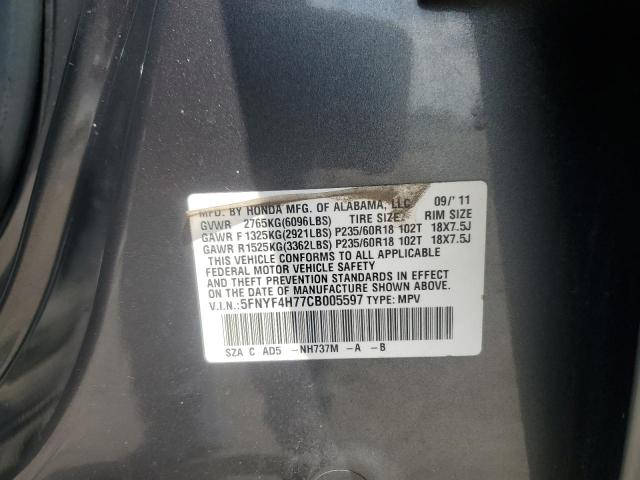 MFD. BY HONDA MFG. OF ALABAMA, LLC 09/'11
GVWR 2765KG(6096LBS) TIRE SIZE RIM SIZE
GAWR F 1325KG(2921LBS) P235/60R18 102T 18X7.5J
GAWR R1525KG(3362LBS) P235/60R18 102T 18X7.5J
THIS VEHICLE CONFORMS TO ALL APPLICABLE
FEDERAL MOTOR VEHICLE SAFETY
AND THEFT PREVENTION STANDARDS IN EFFECT
ON THE DATE OF MANUFACTURE SHOWN ABOVE.
V.I.N.: 5FNYF4H77CB005597 TYPE: MPV
SZA C AD5 -NH737M -A -B